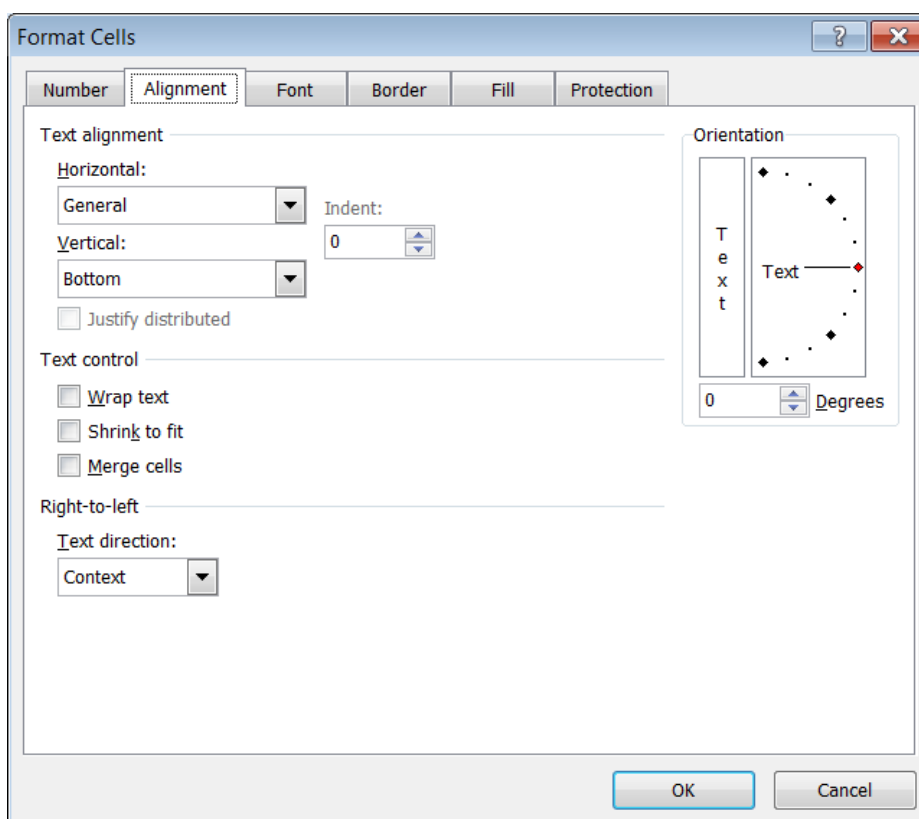 Format Cells
Number Alignment Font Border Fill Protection
Text alignment
Horizontal:
General
Indent:
0
Vertical:
Bottom
Justify distributed
Text control
Wrap text
Shrink to fit
Merge cells
Right-to-left
Text direction:
Context
Orientation
T
e
x
t
Text
0 Degrees
OK Cancel